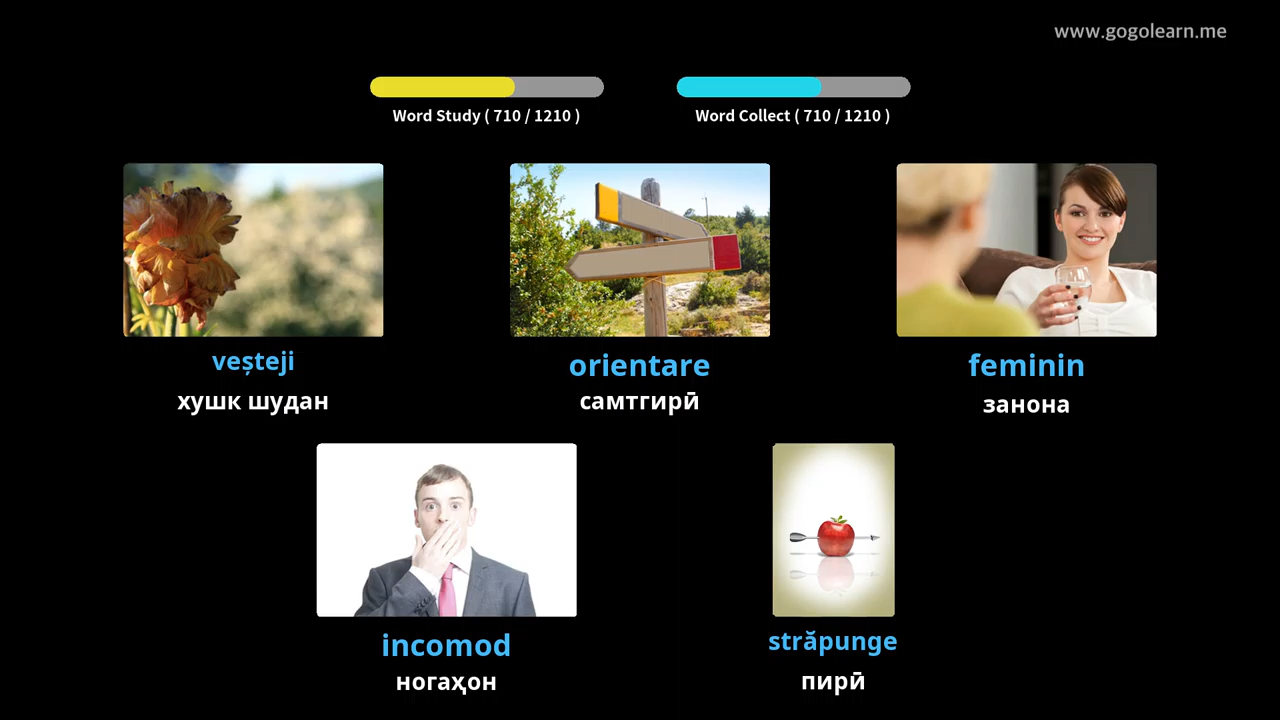 www.gogolearn.me
Word Study ( 710 / 1210 )
Word Collect ( 710 / 1210 )
veșteji
хушк шудан
orientare
самтгирӣ
feminin
занона
incomod
ногаҳон
străpunge
пирӣ